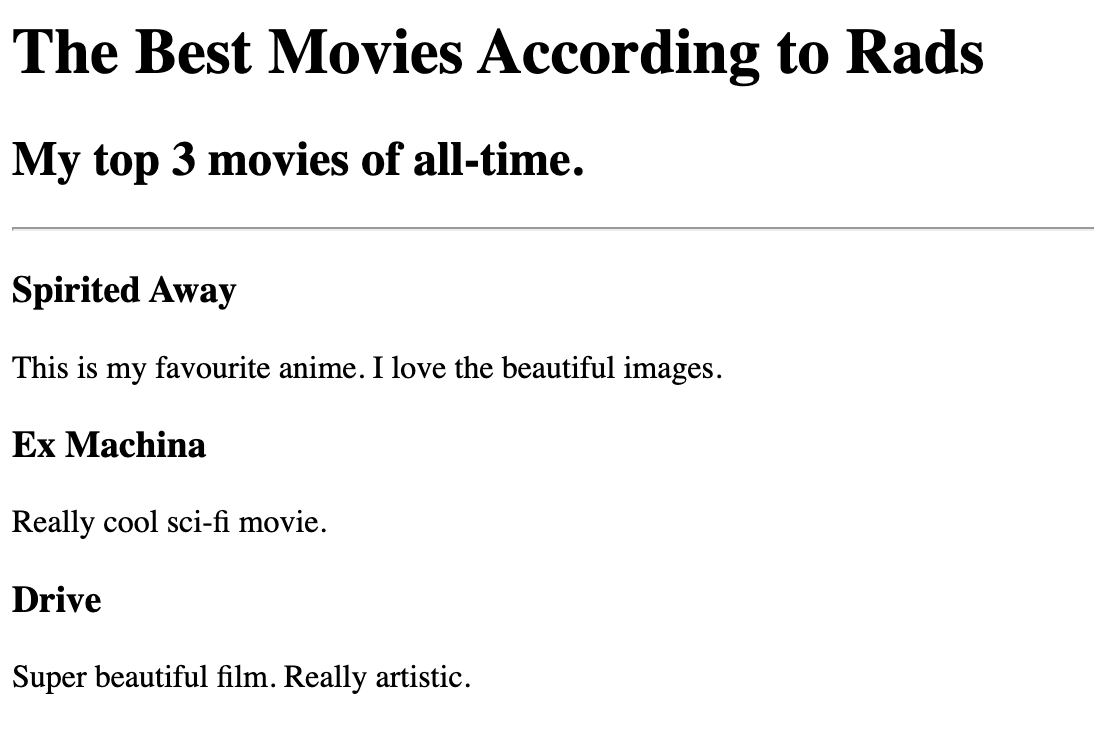 The Best Movies According to Rads
My top 3 movies of all-time.
Spirited Away
This is my favourite anime. I love the beautiful images.
Ex Machina
Really cool sci-fi movie.
Drive
Super beautiful film. Really artistic.